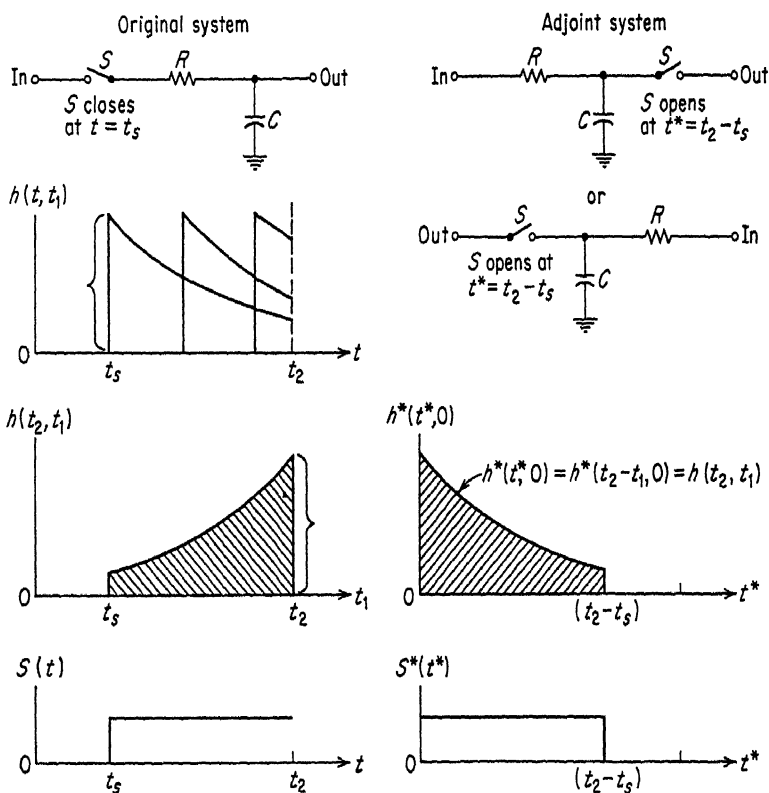 Original system
In
S
R
Out
S closes
at t = t_s
C
h(t, t_1)
0
t_s
t_2
t
h(t_2, t_1)
0
t_s
t_2
t_1
S(t)
0
t_s
t_2
t
Adjoint system
In
R
S
Out
C
S opens
at t* = t_2 - t_s
or
Out
S
R
In
S opens at
t* = t_2 - t_s
C
h*(t*, 0)
h*(t*, 0) = h*(t_2 - t_1, 0) = h(t_2, t_1)
0
(t_2 - t_s)
t*
S*(t*)
0
(t_2 - t_s)
t*